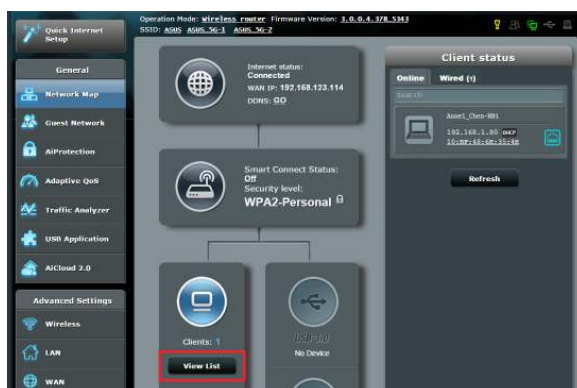 Operation Mode: Wireless router Firmware Version: 3.0.0.4.378_5343
SSID: ASUS ASUS_5G-1 ASUS_5G-2
Quick Internet
Setup
General
Network Map
Guest Network
AiProtection
Adaptive QoS
Traffic Analyzer
USB Application
AiCloud 2.0
Advanced Settings
Wireless
LAN
WAN
Internet status:
Connected
WAN IP: 192.168.123.114
DDNS: GO
Smart Connect Status:
Off
Security level:
WPA2-Personal
Clients: 1
View List
No Device
Client status
Online Wired (1)
Search
192.168.1.80 DHCP
Refresh